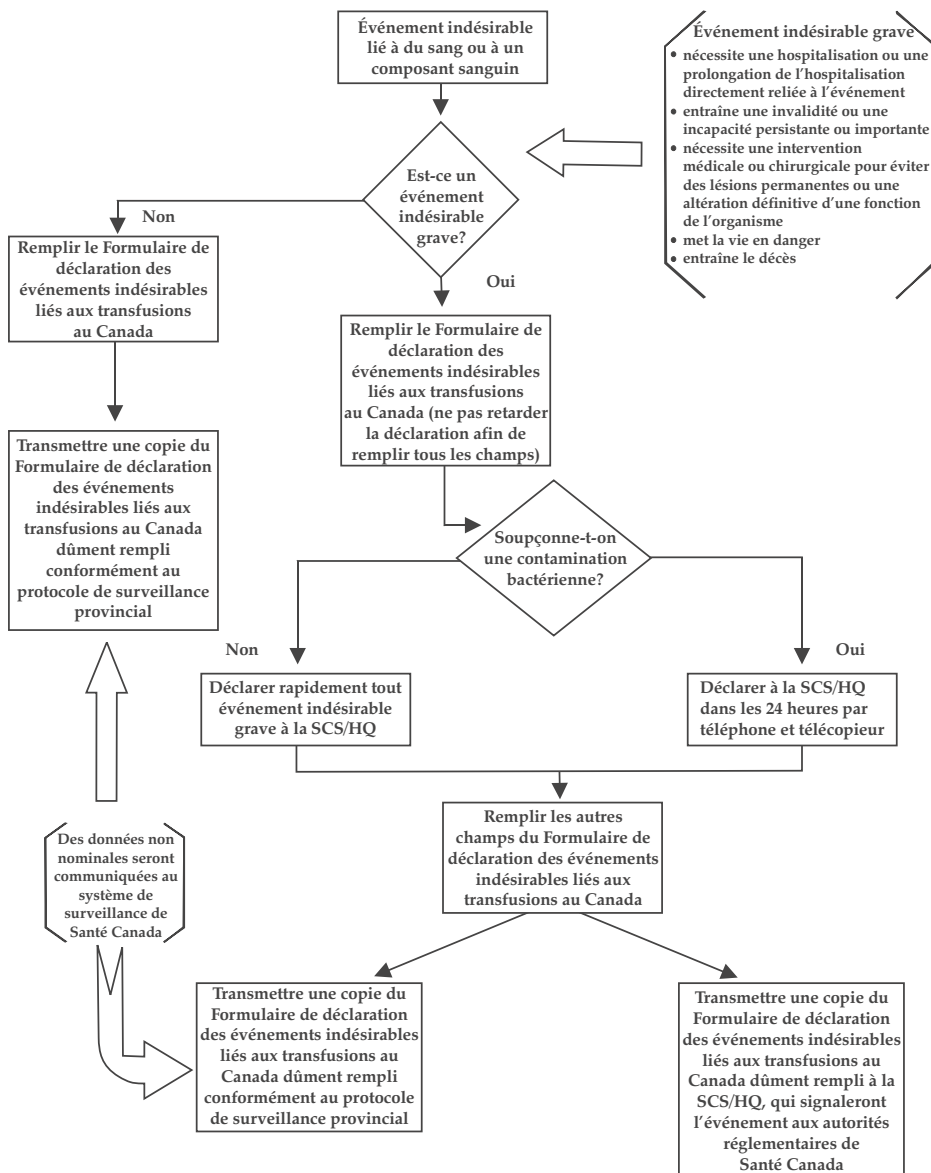 Événement indésirable
lié à du sang ou à un
composant sanguin
Événement indésirable grave
• nécessite une hospitalisation ou une
prolongation de l’hospitalisation
directement reliée à l’événement
• entraîne une invalidité ou une
incapacité persistante ou importante
• nécessite une intervention
médicale ou chirurgicale pour éviter
des lésions permanentes ou une
altération définitive d’une fonction
de l’organisme
• met la vie en danger
• entraîne le décès
Est-ce un
événement
indésirable
grave?
Non
Remplir le Formulaire de
déclaration des
événements indésirables
liés aux transfusions
au Canada
Oui
Remplir le Formulaire de
déclaration des
événements indésirables
liés aux transfusions
au Canada (ne pas retarder
la déclaration afin de
remplir tous les champs)
Transmettre une copie du
Formulaire de déclaration
des événements
indésirables liés aux
transfusions au Canada
dûment rempli
conformément au
protocole de surveillance
provincial
Soupçonne-t-on
une contamination
bactérienne?
Non
Oui
Déclarer rapidement tout
événement indésirable
grave à la SCS/HQ
Déclarer à la SCS/HQ
dans les 24 heures par
téléphone et télécopieur
Remplir les autres
champs du Formulaire de
déclaration des événements
indésirables liés aux
transfusions au Canada
Des données non
nominales seront
communiquées au
système de
surveillance de
Santé Canada
Transmettre une copie du
Formulaire de déclaration
des événements indésirables
liés aux transfusions au
Canada dûment rempli
conformément au protocole
de surveillance provincial
Transmettre une copie du
Formulaire de déclaration
des événements indésirables
liés aux transfusions au
Canada dûment rempli à la
SCS/HQ, qui signaleront
l’événement aux autorités
réglementaires de
Santé Canada